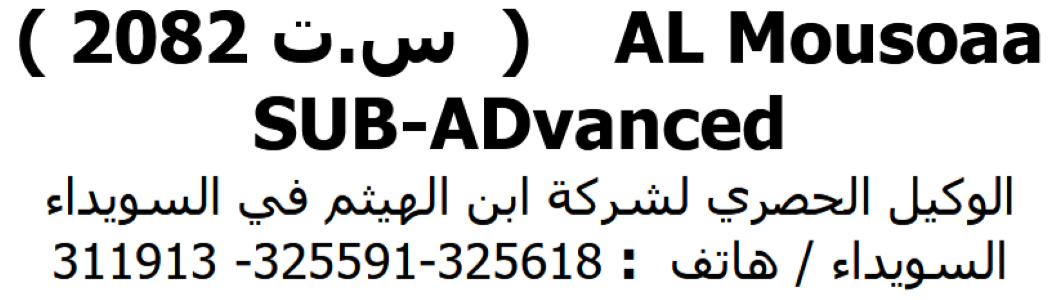 AL Mousoaa ( س.ت 2082 )
SUB-ADvanced
الوكيل الحصري لشركة ابن الهيثم في السويداء
السويداء / هاتف : 325618-325591- 311913